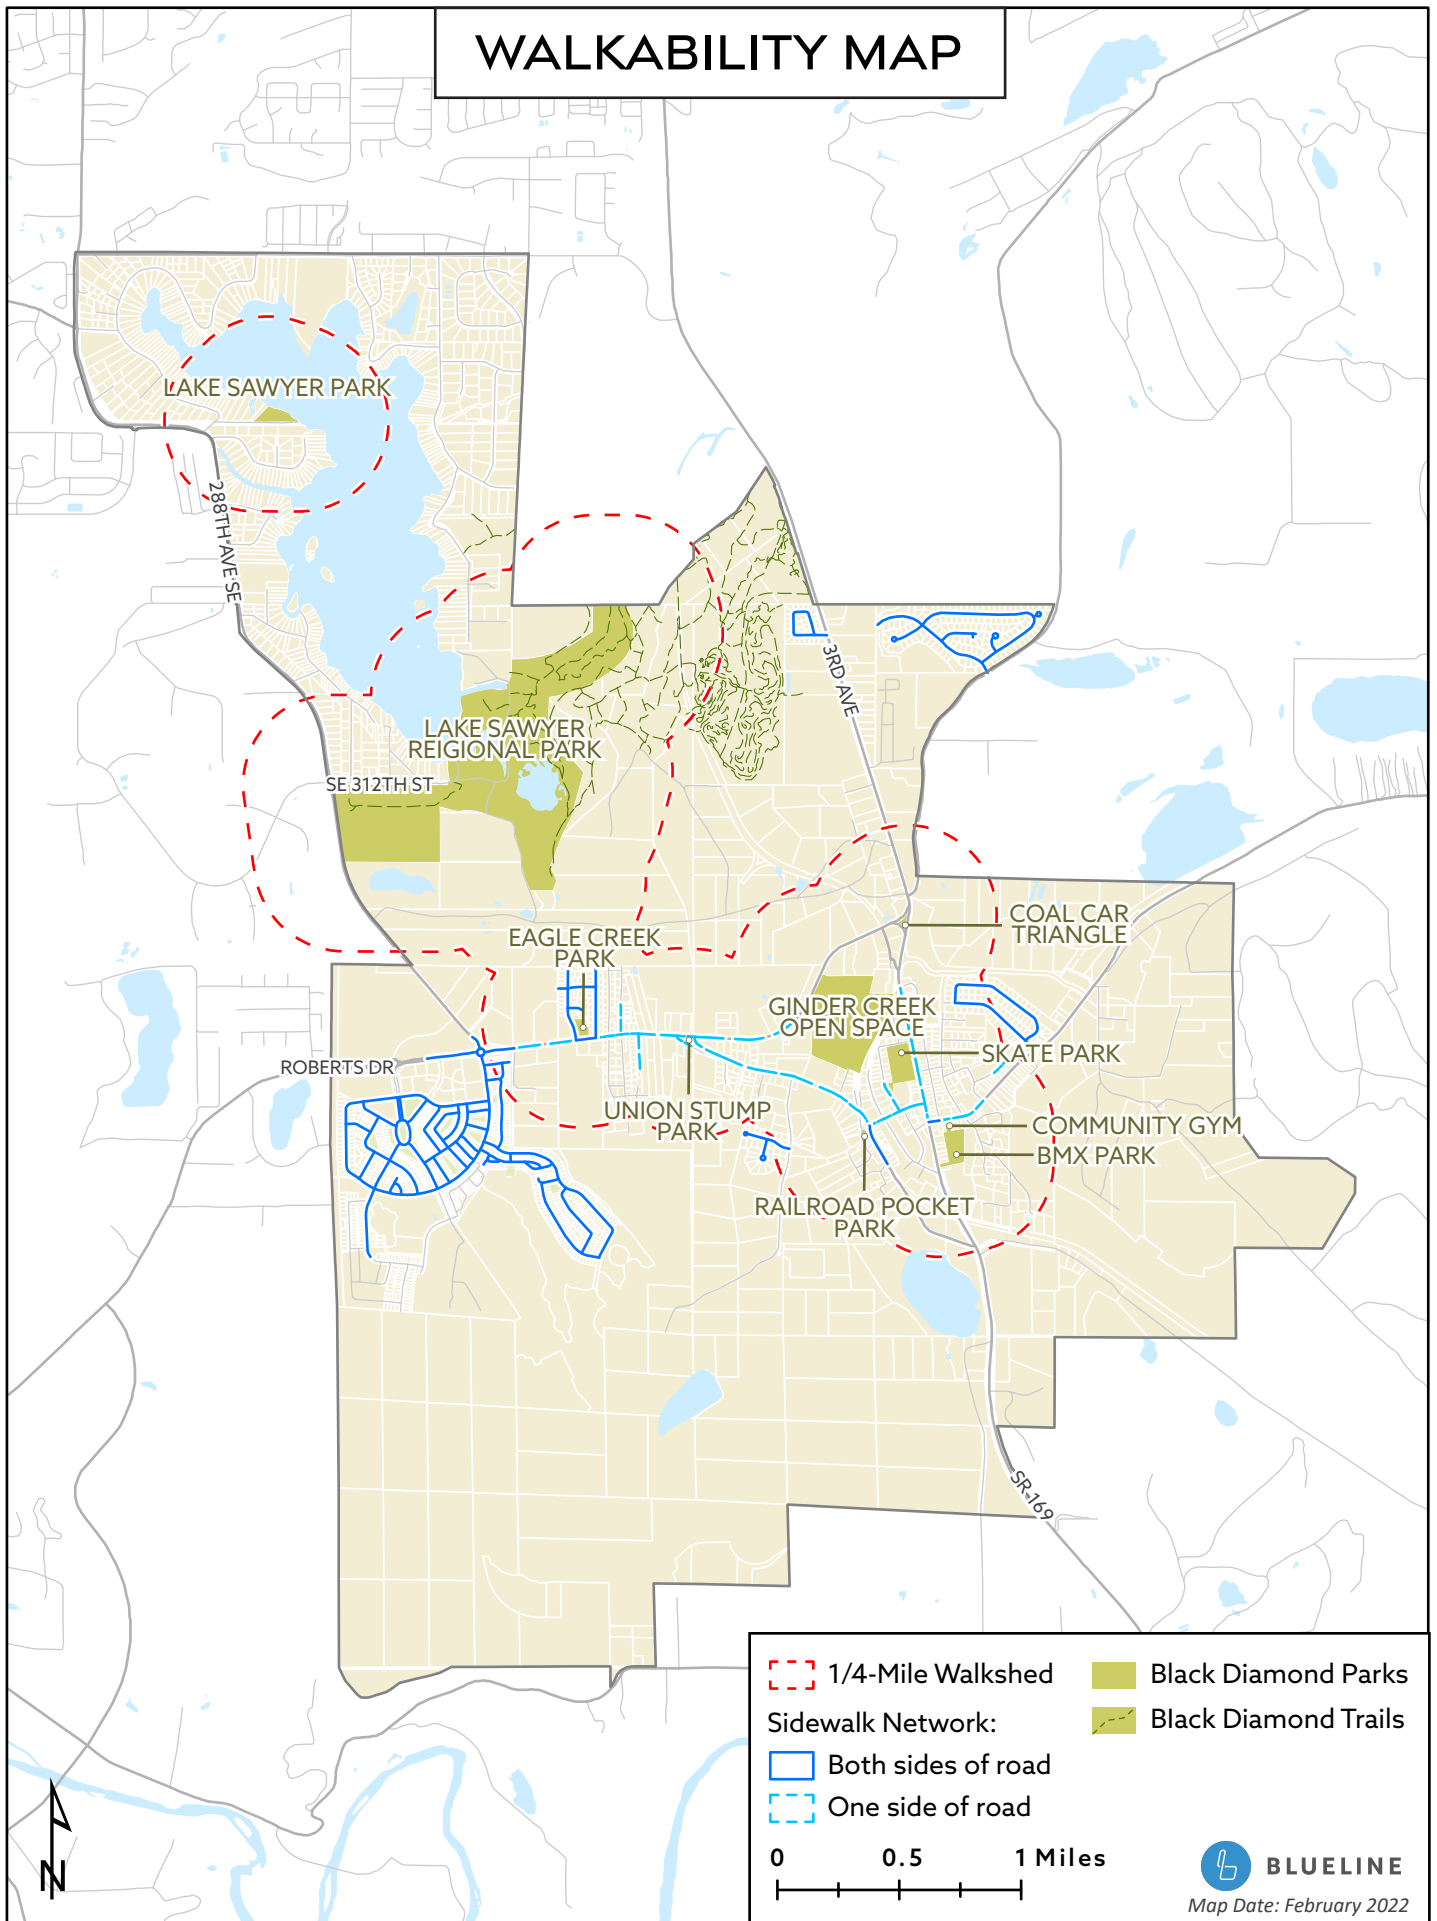 WALKABILITY MAP
LAKE SAWYER PARK
288TH AVE SE
3RD AVE
LAKE SAWYER
REIGIONAL PARK
SE 312TH ST
COAL CAR
TRIANGLE
EAGLE CREEK
PARK
GINDER CREEK
OPEN SPACE
SKATE PARK
ROBERTS DR
UNION STUMP
PARK
COMMUNITY GYM
BMX PARK
RAILROAD POCKET
PARK
SR 169
1/4-Mile Walkshed
Black Diamond Parks
Sidewalk Network:
Black Diamond Trails
Both sides of road
One side of road
0 0.5 1 Miles
N
BLUELINE
Map Date: February 2022